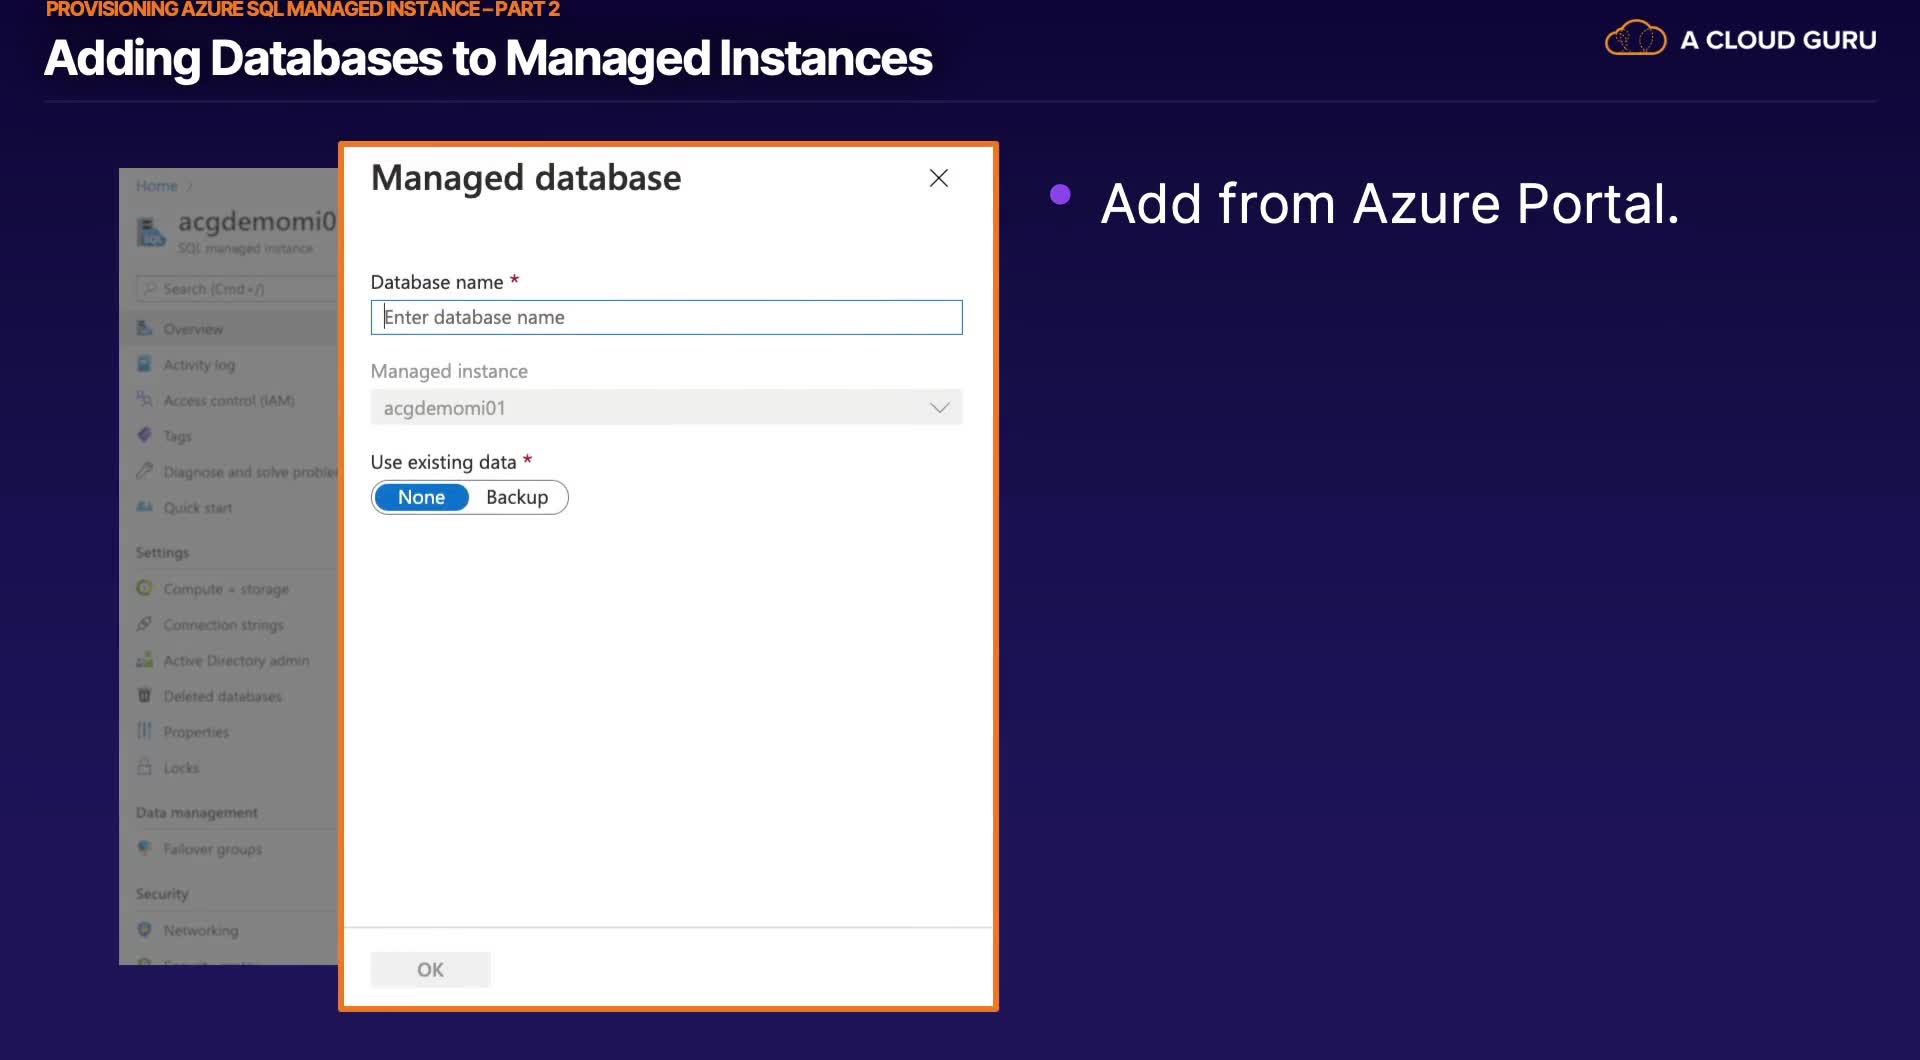 PROVISIONING AZURE SQL MANAGED INSTANCE – PART 2
Adding Databases to Managed Instances
A CLOUD GURU
Home
acgdemomi0
SQL managed instance
Search (Cmd+/)
Overview
Activity log
Access control (IAM)
Tags
Diagnose and solve proble
Quick start
Settings
Compute + storage
Connection strings
Active Directory admin
Deleted databases
Properties
Locks
Data management
Failover groups
Security
Networking
Managed database
Database name *
Enter database name
Managed instance
acgdemomi01
Use existing data *
None Backup
OK
• Add from Azure Portal.